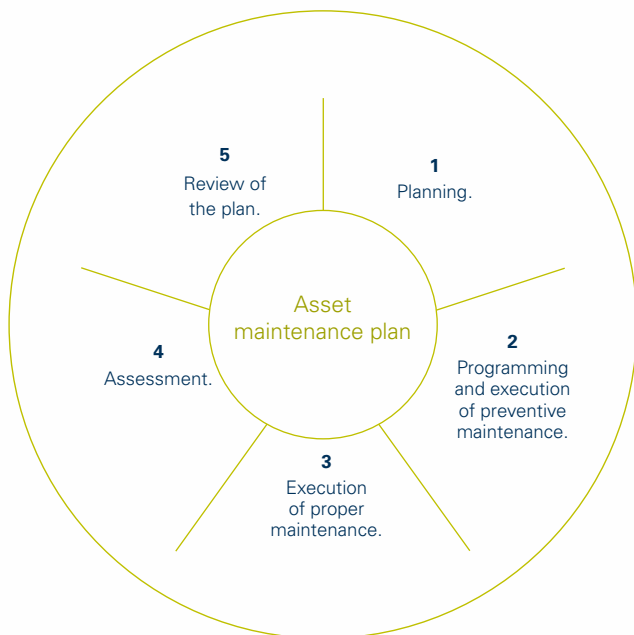 Asset
maintenance plan
1
Planning.
2
Programming
and execution
of preventive
maintenance.
3
Execution
of proper
maintenance.
4
Assessment.
5
Review of
the plan.